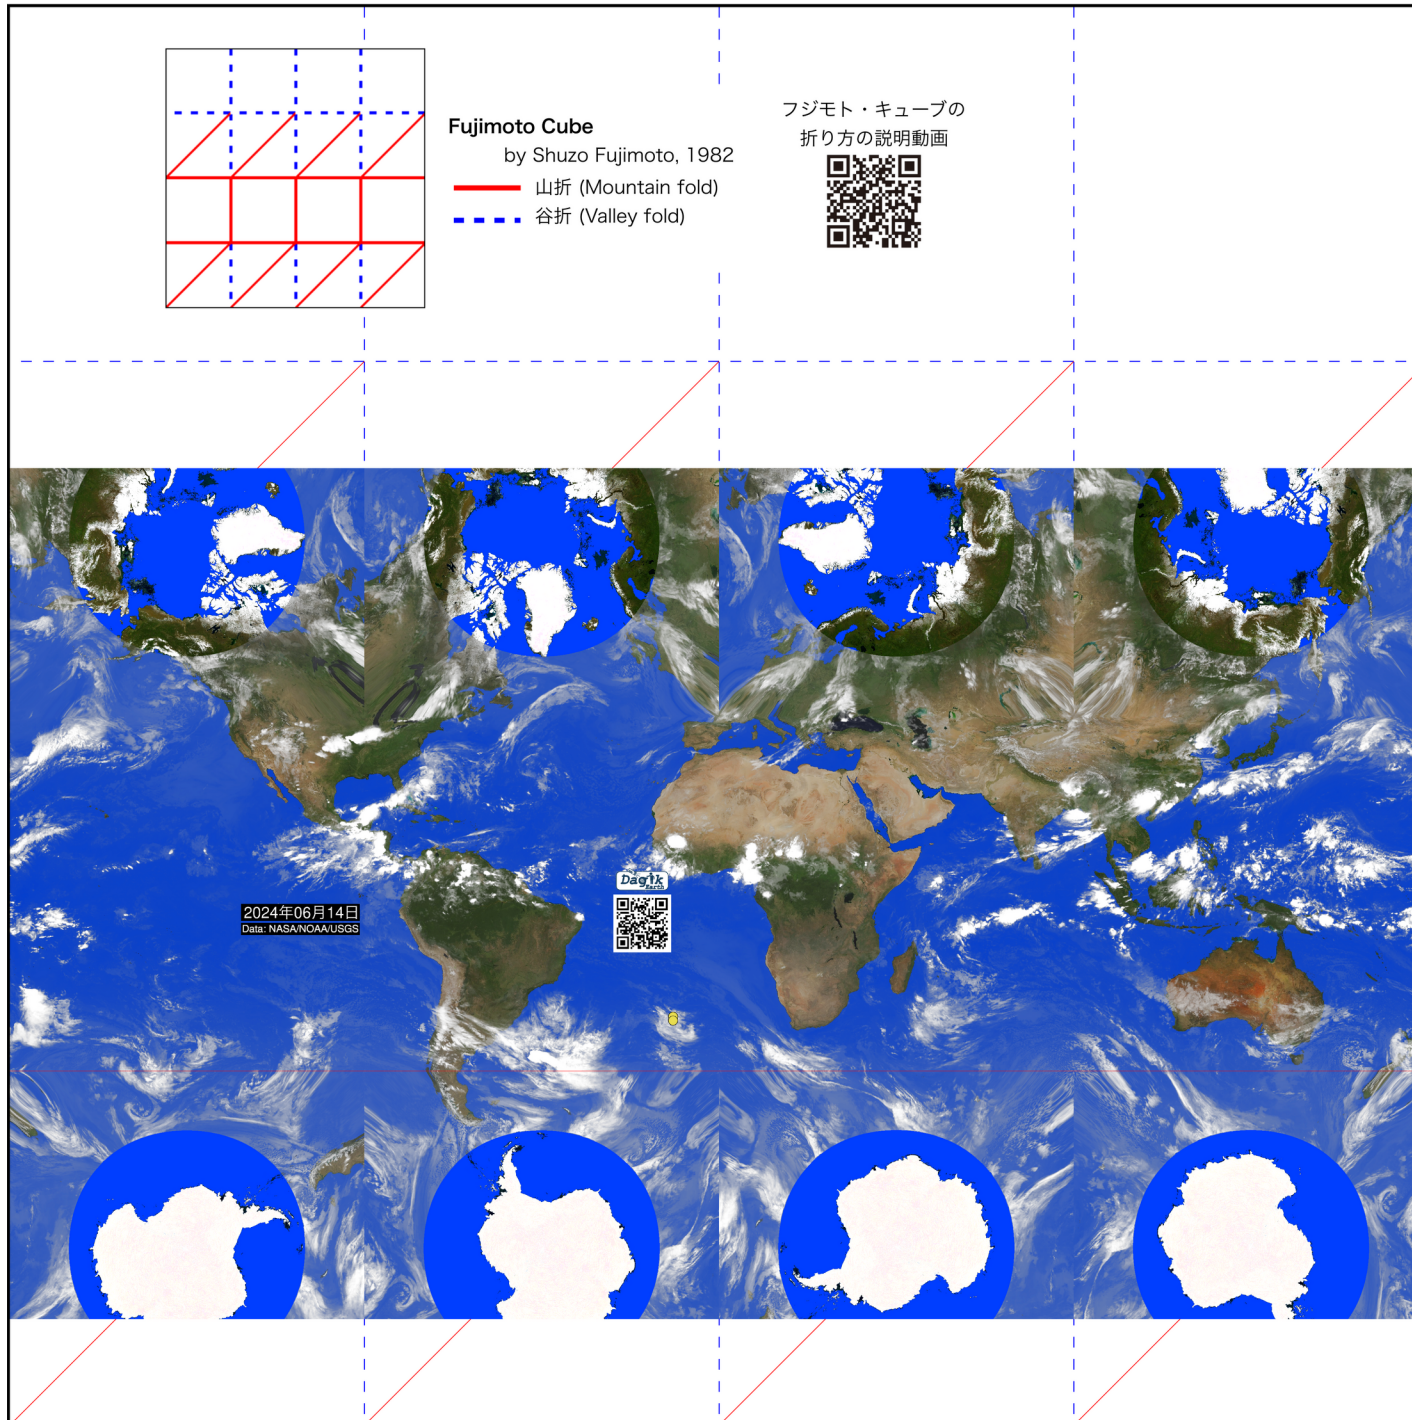 Fujimoto Cube
by Shuzo Fujimoto, 1982
山折 (Mountain fold)
谷折 (Valley fold)
フジモト・キューブの
折り方の説明動画
Dagik
Earth
2024年06月14日
Data: NASA/NOAA/USGS